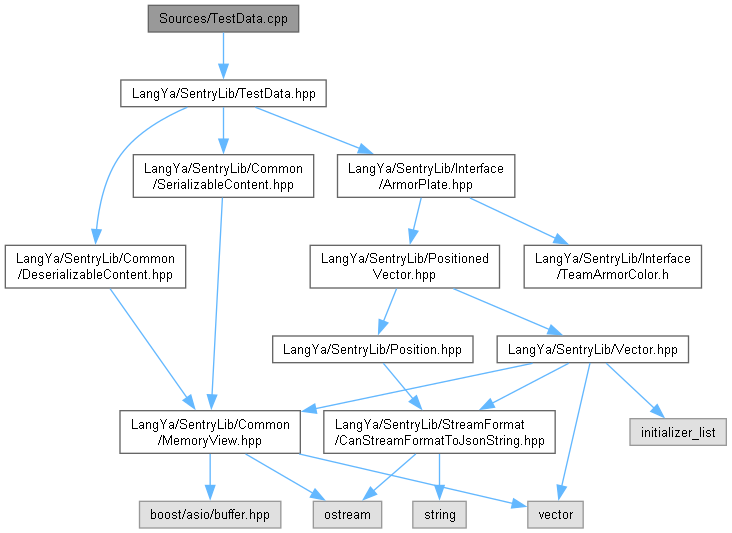 Sources/TestData.cpp
LangYa/SentryLib/TestData.hpp
LangYa/SentryLib/Common
/SerializableContent.hpp
LangYa/SentryLib/Interface
/ArmorPlate.hpp
LangYa/SentryLib/Common
/DeserializableContent.hpp
LangYa/SentryLib/Positioned
Vector.hpp
LangYa/SentryLib/Interface
/TeamArmorColor.h
LangYa/SentryLib/Position.hpp
LangYa/SentryLib/Vector.hpp
LangYa/SentryLib/Common
/MemoryView.hpp
LangYa/SentryLib/StreamFormat
/CanStreamFormatToJsonString.hpp
initializer_list
boost/asio/buffer.hpp
ostream
string
vector